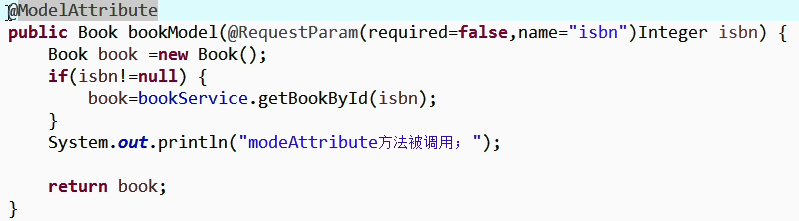 @ModelAttribute
public Book bookModel(@RequestParam(required=false,name="isbn")Integer isbn) {
    Book book =new Book();
    if(isbn!=null) {
        book=bookService.getBookById(isbn);
    }
    System.out.println("modeAttribute方法被调用；");
    return book;
}